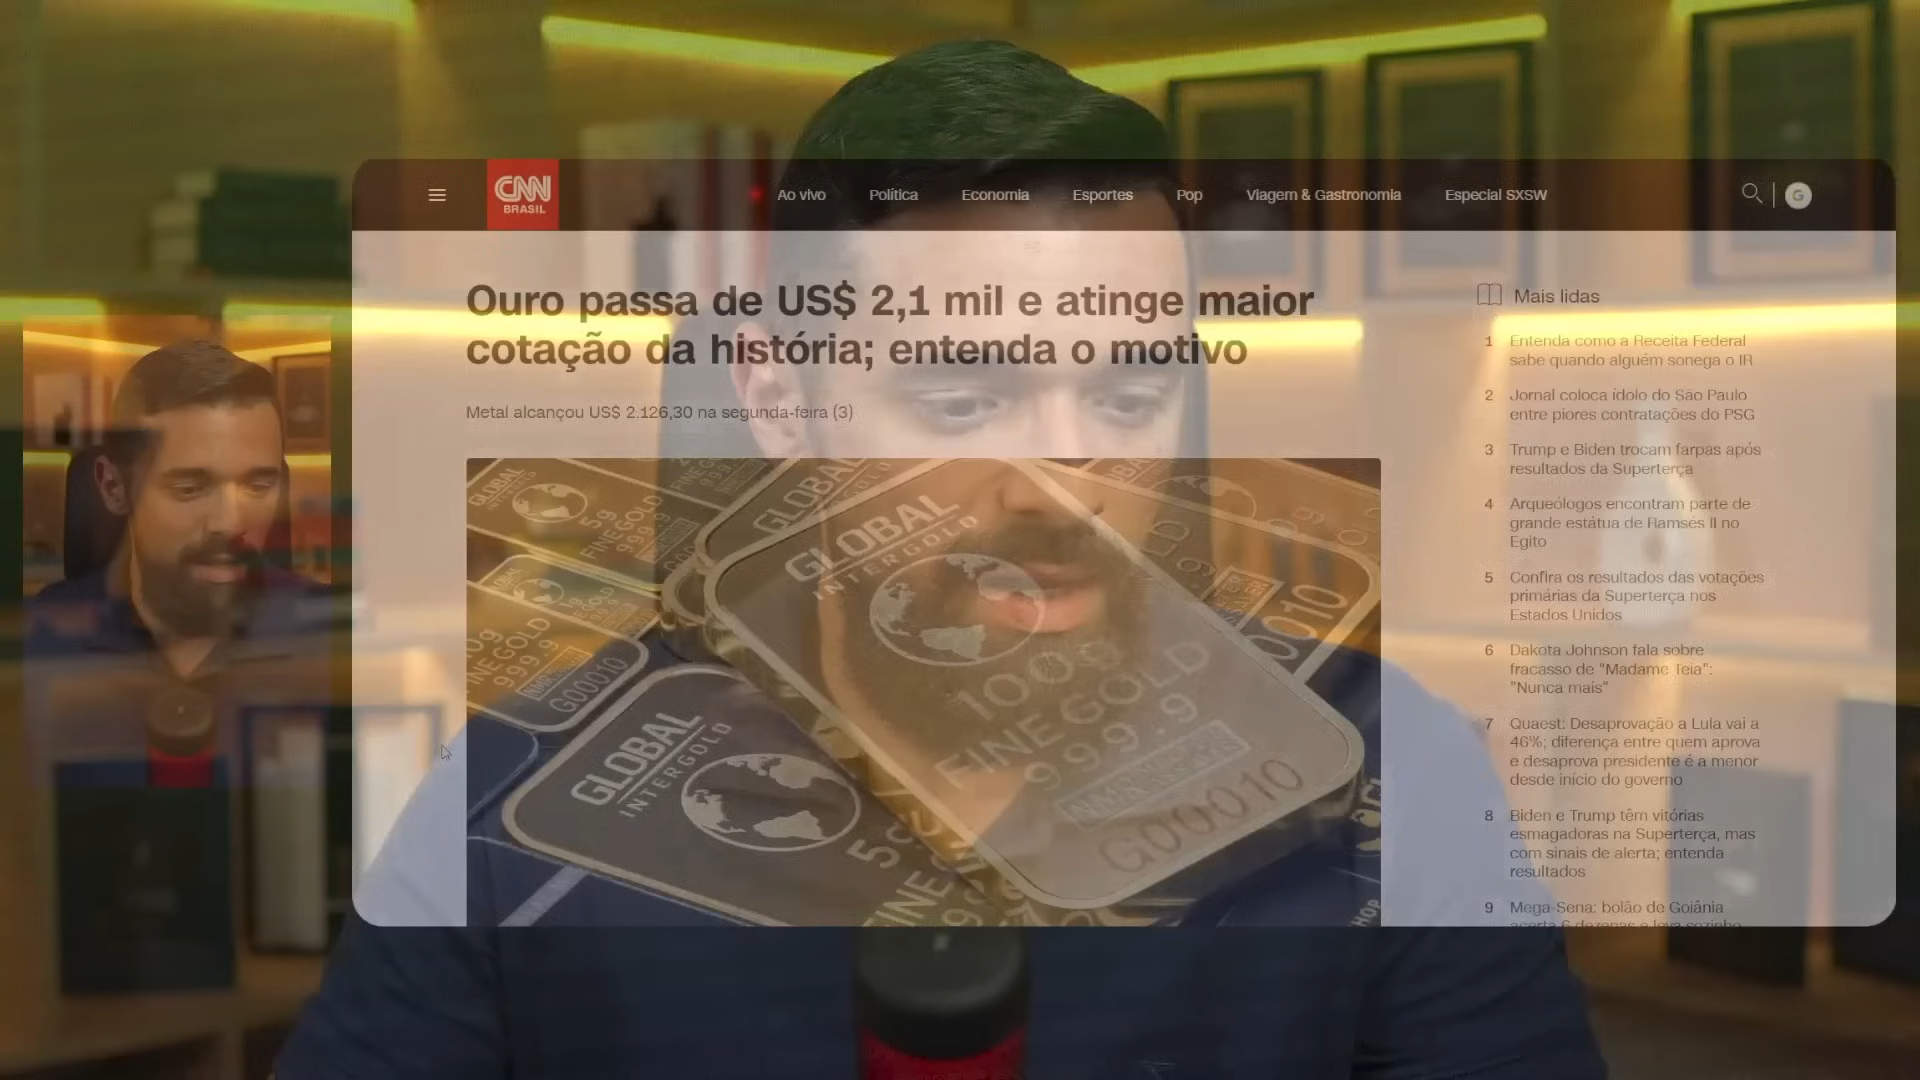 CNN
BRASIL
Ao vivo
Política
Economia
Esportes
Pop
Viagem & Gastronomia
Especial SXSW
G
Ouro passa de US$ 2,1 mil e atinge maior
cotação da história; entenda o motivo
Metal alcançou US$ 2.126,30 na segunda-feira (3)
GLOBAL
INTERGOLD
5g
FINE GOLD
999.9
GLOBAL
INTERGOLD
100g
FINE GOLD
999.9
G00010
FINE GOLD
999.9
G00010
GLOBAL
INTERGOLD
Mais lidas
1 Entenda como a Receita Federal
sabe quando alguém sonega o IR
2 Jornal coloca ídolo do São Paulo
entre piores contratações do PSG
3 Trump e Biden trocam farpas após
resultados da Superterça
4 Arqueólogos encontram parte de
grande estátua de Ramsés II no
Egito
5 Confira os resultados das votações
primárias da Superterça nos
Estados Unidos
6 Dakota Johnson fala sobre
fracasso de "Madame Teia":
"Nunca mais"
7 Quaest: Desaprovação a Lula vai a
46%; diferença entre quem aprova
e desaprova presidente é a menor
desde início do governo
8 Biden e Trump têm vitórias
esmagadoras na Superterça, mas
com sinais de alerta; entenda
resultados
9 Mega-Sena: bolão de Goiânia